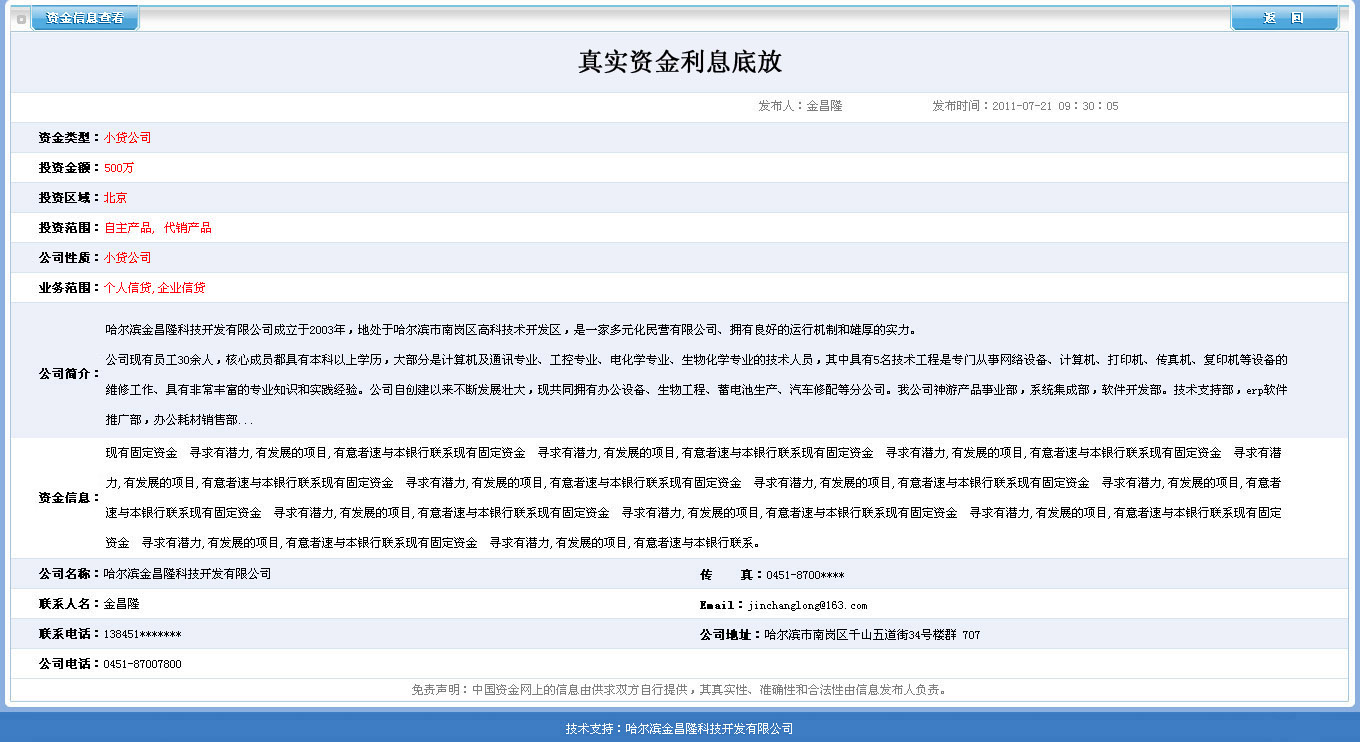 资金信息查看
返 回
真实资金利息底放
发布人：金昌隆 发布时间：2011-07-21 09：30：05
资金类型：小贷公司
投资金额：500万
投资区域：北京
投资范围：自主产品, 代销产品
公司性质：小贷公司
业务范围：个人信贷,企业信贷
哈尔滨金昌隆科技开发有限公司成立于2003年，地处于哈尔滨市南岗区高科技术开发区，是一家多元化民营有限公司、拥有良好的运行机制和雄厚的实力。
公司现有员工30余人，核心成员都具有本科以上学历，大部分是计算机及通讯专业、工控专业、电化学专业、生物化学专业的技术人员，其中具有5名技术工程是专门从事网络设备、计算机、打印机、传真机、复印机等设备的
公司简介：
维修工作、具有非常丰富的专业知识和实践经验。公司自创建以来不断发展壮大，现共同拥有办公设备、生物工程、蓄电池生产、汽车修配等分公司。我公司神游产品事业部，系统集成部，软件开发部。技术支持部，erp软件
推广部，办公耗材销售部...
现有固定资金 寻求有潜力,有发展的项目,有意者速与本银行联系现有固定资金 寻求有潜力,有发展的项目,有意者速与本银行联系现有固定资金 寻求有潜力,有发展的项目,有意者速与本银行联系现有固定资金 寻求有潜
力,有发展的项目,有意者速与本银行联系现有固定资金 寻求有潜力,有发展的项目,有意者速与本银行联系现有固定资金 寻求有潜力,有发展的项目,有意者速与本银行联系现有固定资金 寻求有潜力,有发展的项目,有意者
资金信息：
速与本银行联系现有固定资金 寻求有潜力,有发展的项目,有意者速与本银行联系现有固定资金 寻求有潜力,有发展的项目,有意者速与本银行联系现有固定资金 寻求有潜力,有发展的项目,有意者速与本银行联系现有固定
资金 寻求有潜力,有发展的项目,有意者速与本银行联系现有固定资金 寻求有潜力,有发展的项目,有意者速与本银行联系。
公司名称：哈尔滨金昌隆科技开发有限公司 传 真：0451-8700****
联系人名：金昌隆 Email：jinchanglong@163.com
联系电话：138451******* 公司地址：哈尔滨市南岗区千山五道街34号楼群 707
公司电话：0451-87007800
免责声明：中国资金网上的信息由供求双方自行提供，其真实性、准确性和合法性由信息发布人负责。
技术支持：哈尔滨金昌隆科技开发有限公司